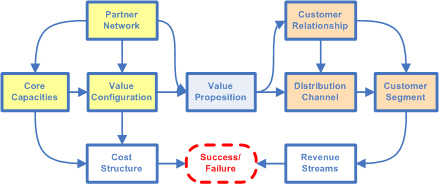 Partner
Network
Customer
Relationship
Core
Capacities
Value
Configuration
Value
Proposition
Distribution
Channel
Customer
Segment
Cost
Structure
Success/
Failure
Revenue
Streams